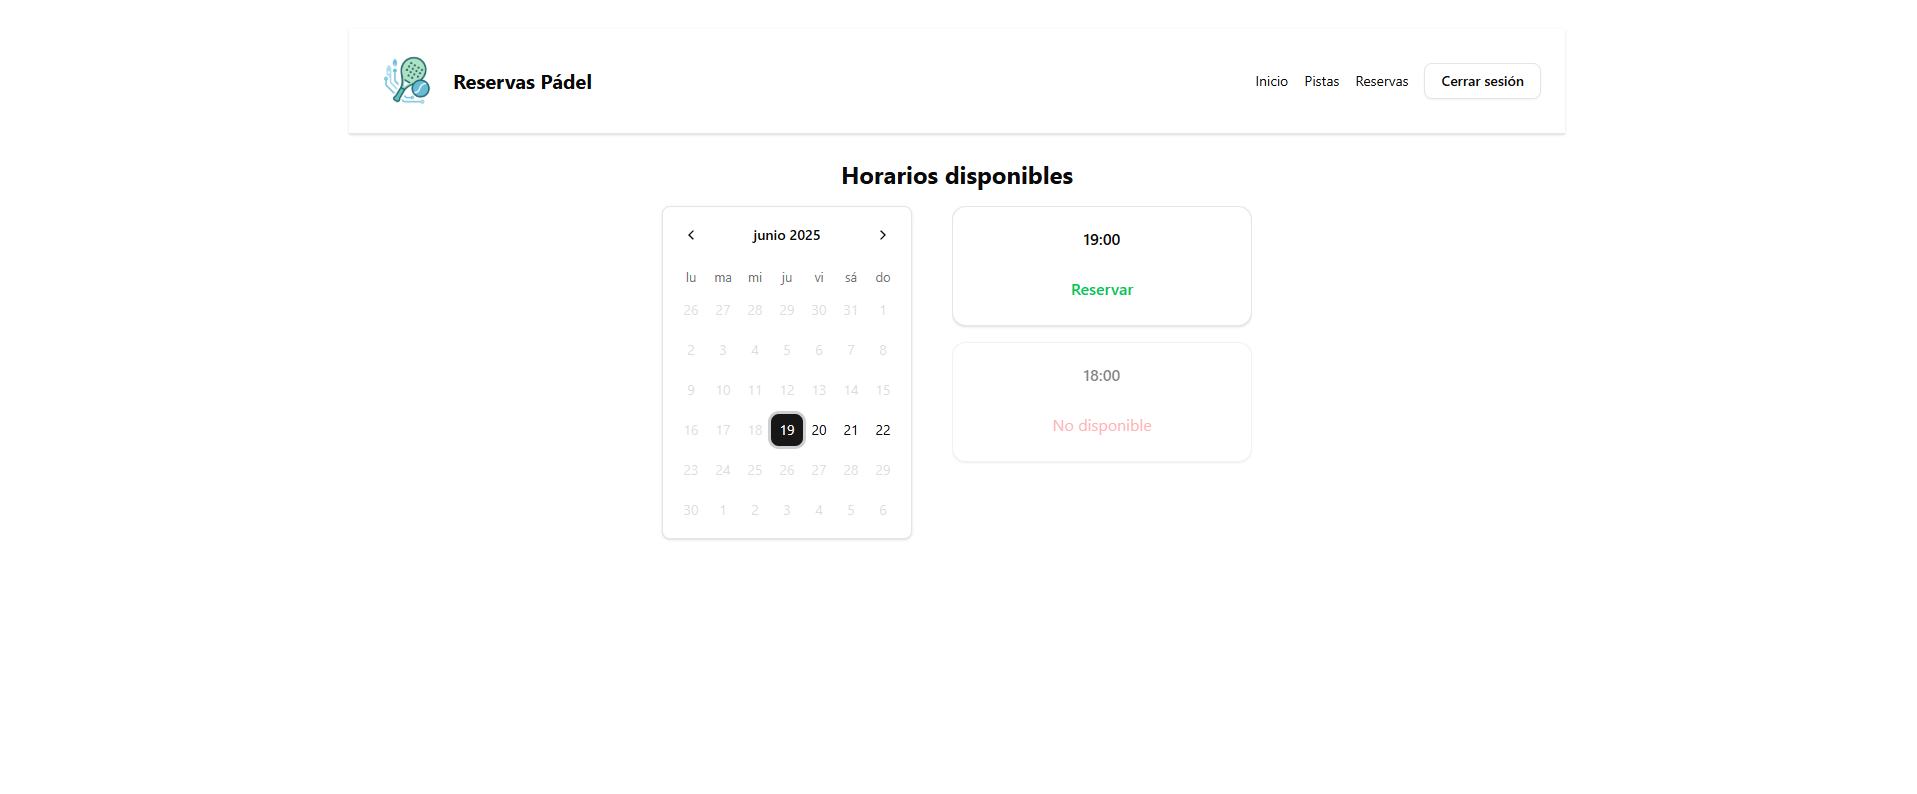 Reservas Pádel
Inicio Pistas Reservas Cerrar sesión
Horarios disponibles
junio 2025
lu ma mi ju vi sá do
26 27 28 29 30 31 1
2 3 4 5 6 7 8
9 10 11 12 13 14 15
16 17 18 19 20 21 22
23 24 25 26 27 28 29
30 1 2 3 4 5 6
19:00
Reservar
18:00
No disponible